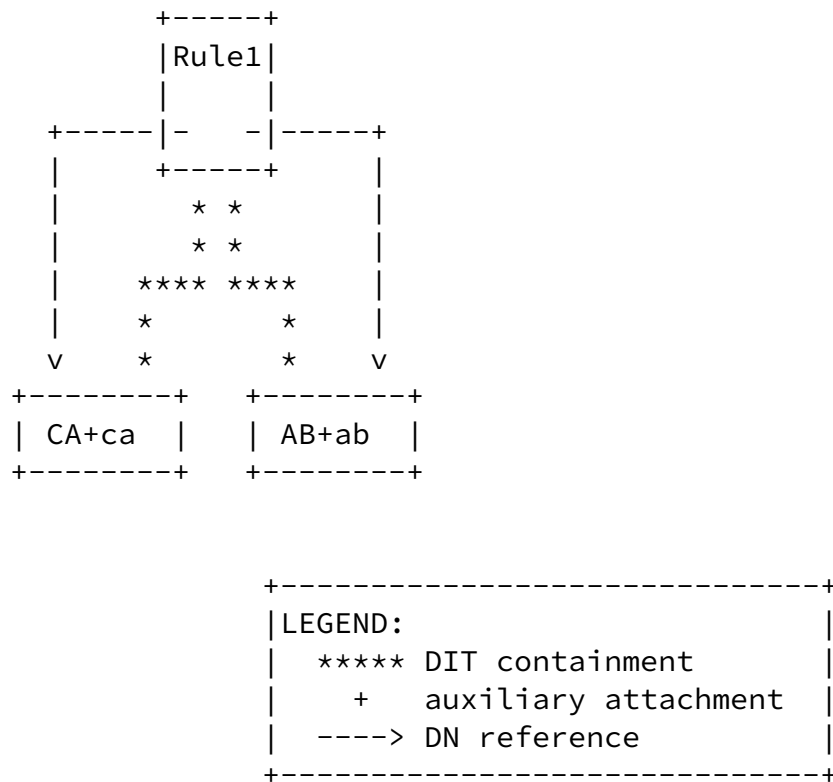 +-----+
|Rule1|
|     |
+-----|-   -|-----+
|     +-----+     |
|       * *       |
|       * *       |
|    **** ****    |
|    *       *    |
v    *       *    v
+--------+   +--------+
| CA+ca  |   | AB+ab  |
+--------+   +--------+
+------------------------------+
|LEGEND:                       |
|  ***** DIT containment       |
|    +   auxiliary attachment  |
|  ----> DN reference          |
+------------------------------+